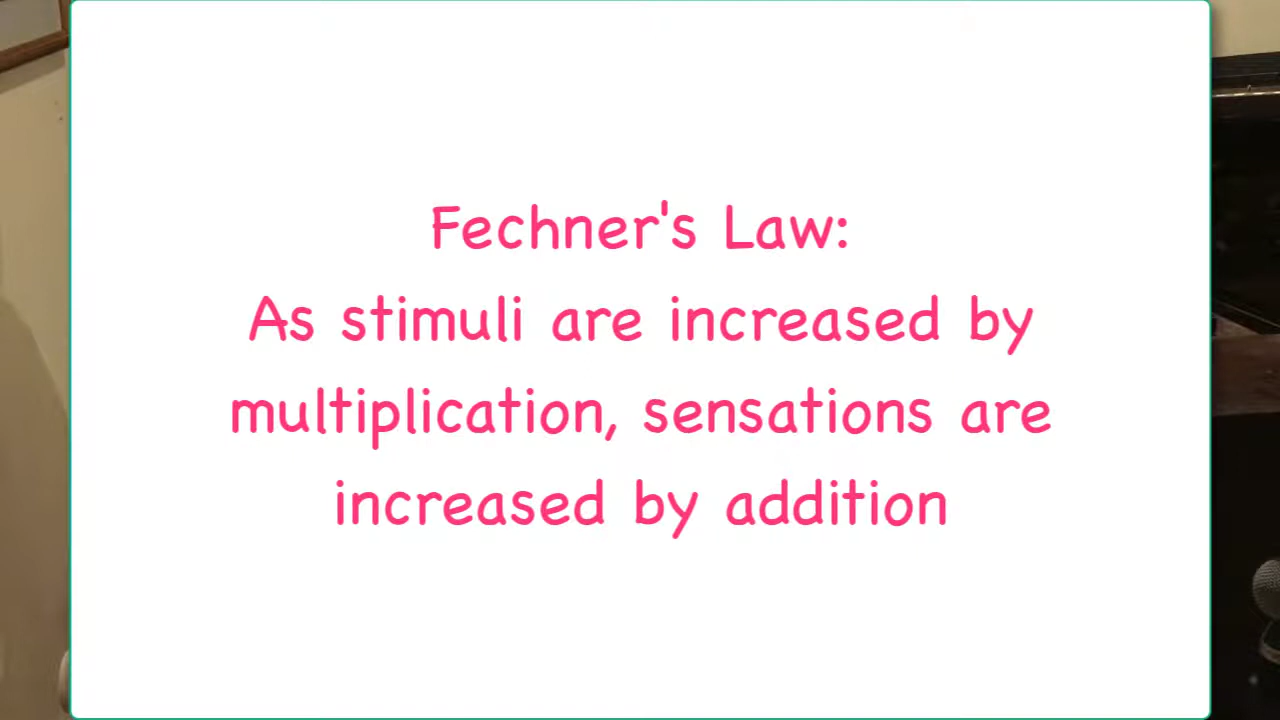 Fechner's Law:
As stimuli are increased by
multiplication, sensations are
increased by addition